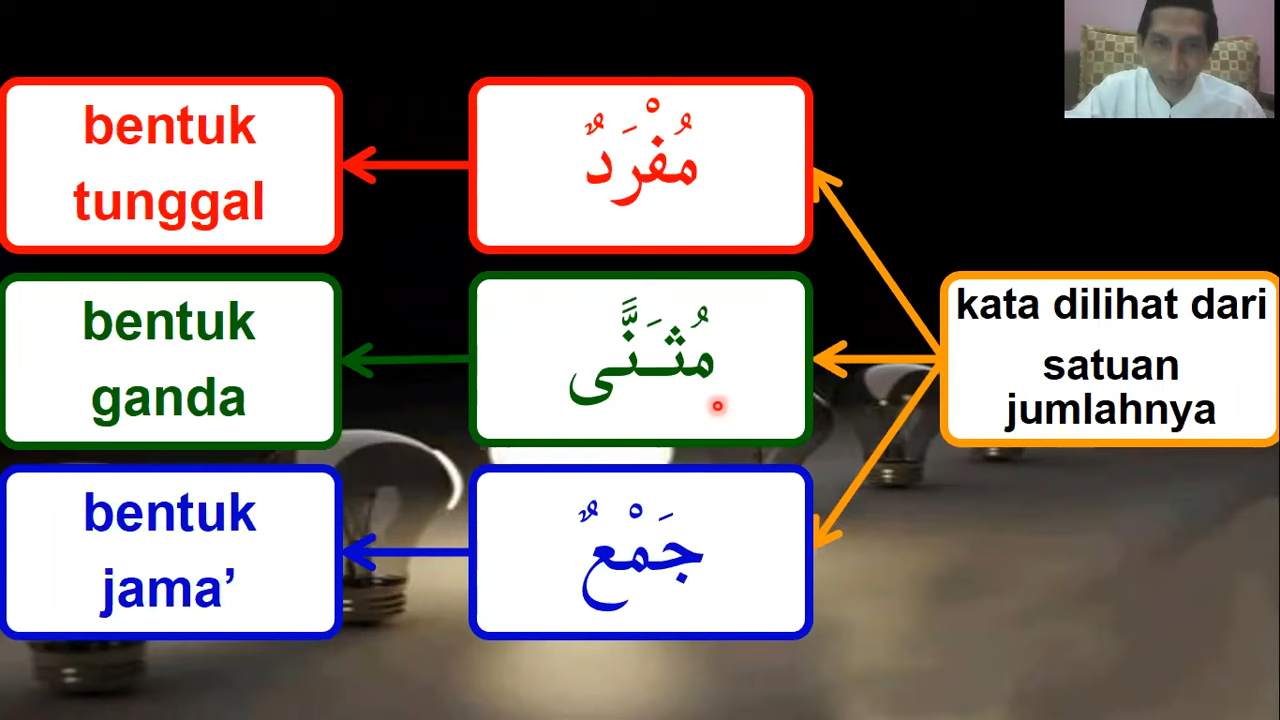 kata dilihat dari
satuan
jumlahnya
مُفْرَدٌ
bentuk
tunggal
مُثَـنًّى
bentuk
ganda
جَمْعٌ
bentuk
jama’